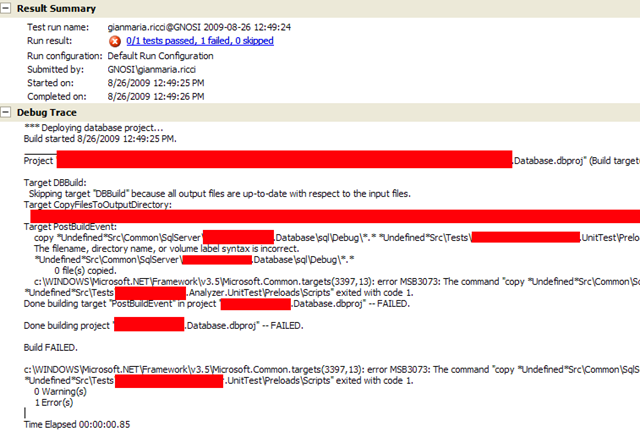 Result Summary
Test run name: gianmaria.ricci@GNOSI 2009-08-26 12:49:24
Run result: 0/1 tests passed, 1 failed, 0 skipped
Run configuration: Default Run Configuration
Submitted by: GNOSI\gianmaria.ricci
Started on: 8/26/2009 12:49:25 PM
Completed on: 8/26/2009 12:49:26 PM
Debug Trace
*** Deploying database project...
Build started 8/26/2009 12:49:25 PM.
Project " .Database.dbproj" (Build target
Target DBBuild:
Skipping target "DBBuild" because all output files are up-to-date with respect to the input files.
Target CopyFilesToOutputDirectory:
Target PostBuildEvent:
copy *Undefined*Src\Common\SqlServer\ .Database\sql\Debug\*.* *Undefined*Src\Tests\ .UnitTest\Preloa
The filename, directory name, or volume label syntax is incorrect.
*Undefined*Src\Common\SqlServer\ .Database\sql\Debug\*.*
0 file(s) copied.
c:\WINDOWS\Microsoft.NET\Framework\v3.5\Microsoft.Common.targets(3397,13): error MSB3073: The command "copy *Undefined*Src\Common\S
*Undefined*Src\Tests .Analyzer.UnitTest\Preloads\Scripts" exited with code 1.
Done building target "PostBuildEvent" in project " .Database.dbproj" -- FAILED.
Done building project " .Database.dbproj" -- FAILED.
Build FAILED.
c:\WINDOWS\Microsoft.NET\Framework\v3.5\Microsoft.Common.targets(3397,13): error MSB3073: The command "copy *Undefined*Src\Common\SqlS
*Undefined*Src\Tests .UnitTest\Preloads\Scripts" exited with code 1.
0 Warning(s)
1 Error(s)
Time Elapsed 00:00:00.85